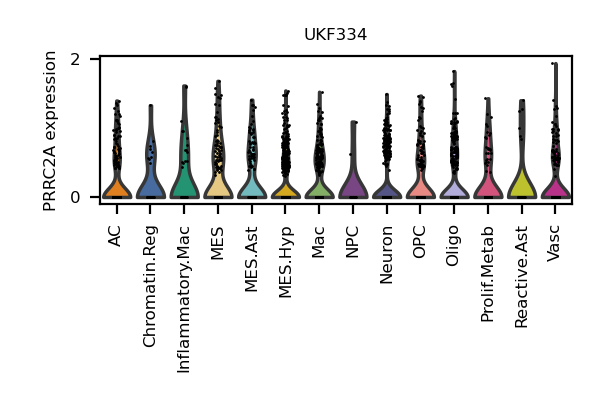 UKF334
PRRC2A expression
2
0
AC
Chromatin.Reg
Inflammatory.Mac
MES
MES.Ast
MES.Hyp
Mac
NPC
Neuron
OPC
Oligo
Prolif.Metab
Reactive.Ast
Vasc